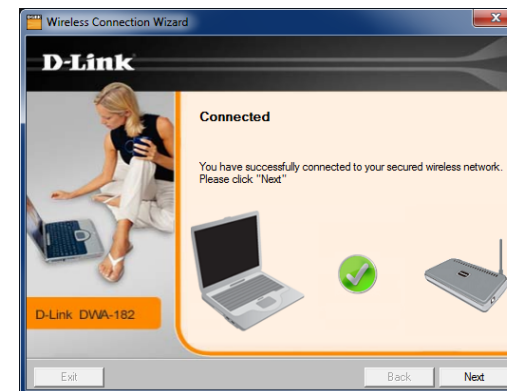 Wireless Connection Wizard
D-Link
Connected
You have successfully connected to your secured wireless network.
Please click "Next"
D-Link DWA-182
Exit
Back
Next